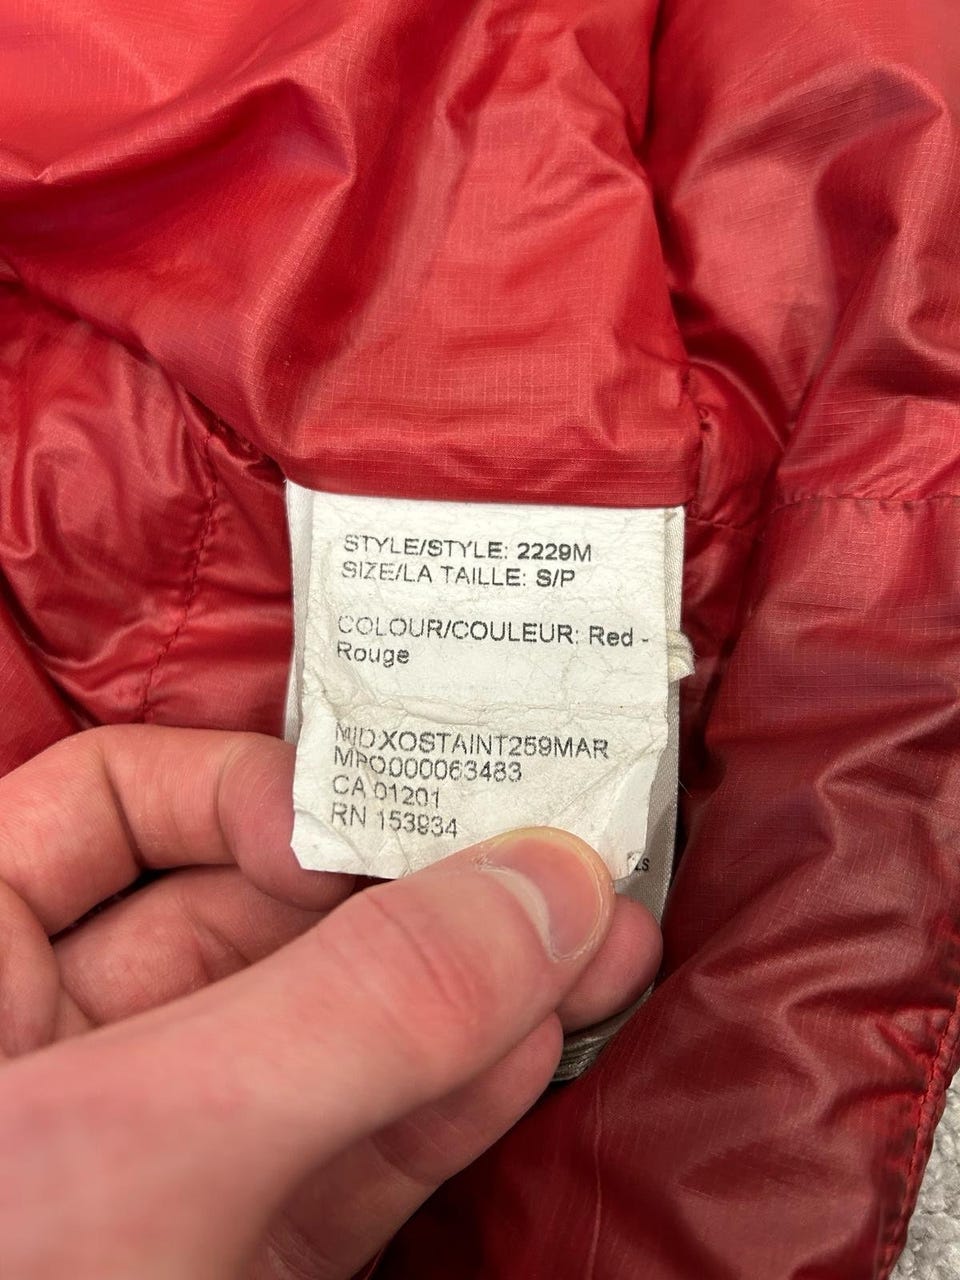 STYLE/STYLE: 2229M
SIZE/LA TAILLE: S/P
COLOUR/COULEUR: Red -
Rouge
MIDXOSTAINT259MAR
MPO000063483
CA 01201
RN 153934